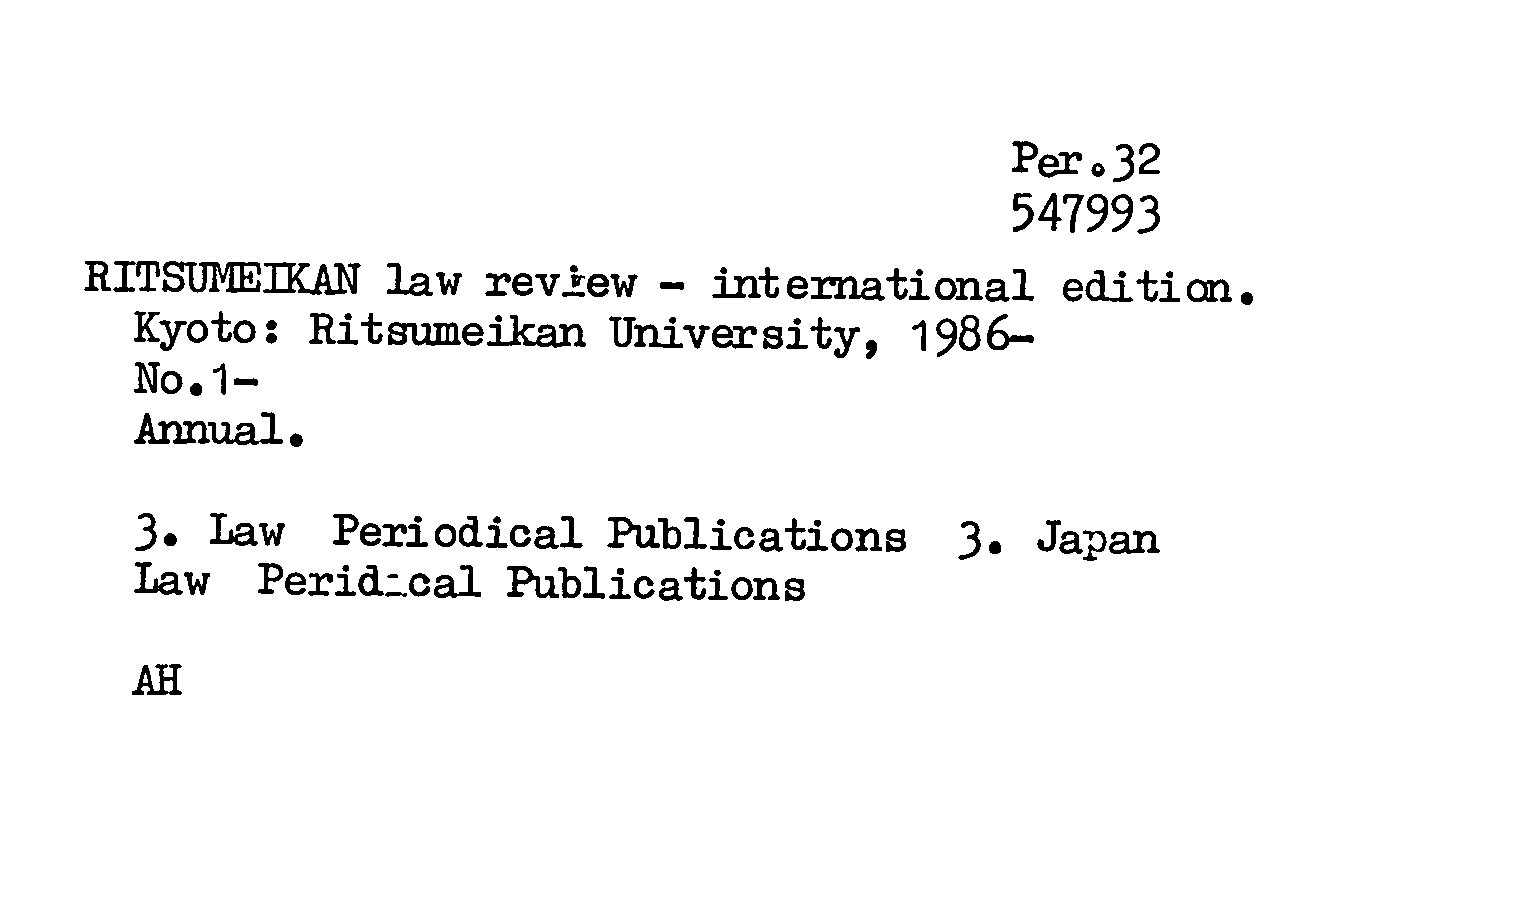 Per.32
547993
RITSUMEIKAN law review - international edition.
Kyoto: Ritsumeikan University, 1986-
No.1-
Annual.
3. Law Periodical Publications 3. Japan
Law Peridical Publications
AH